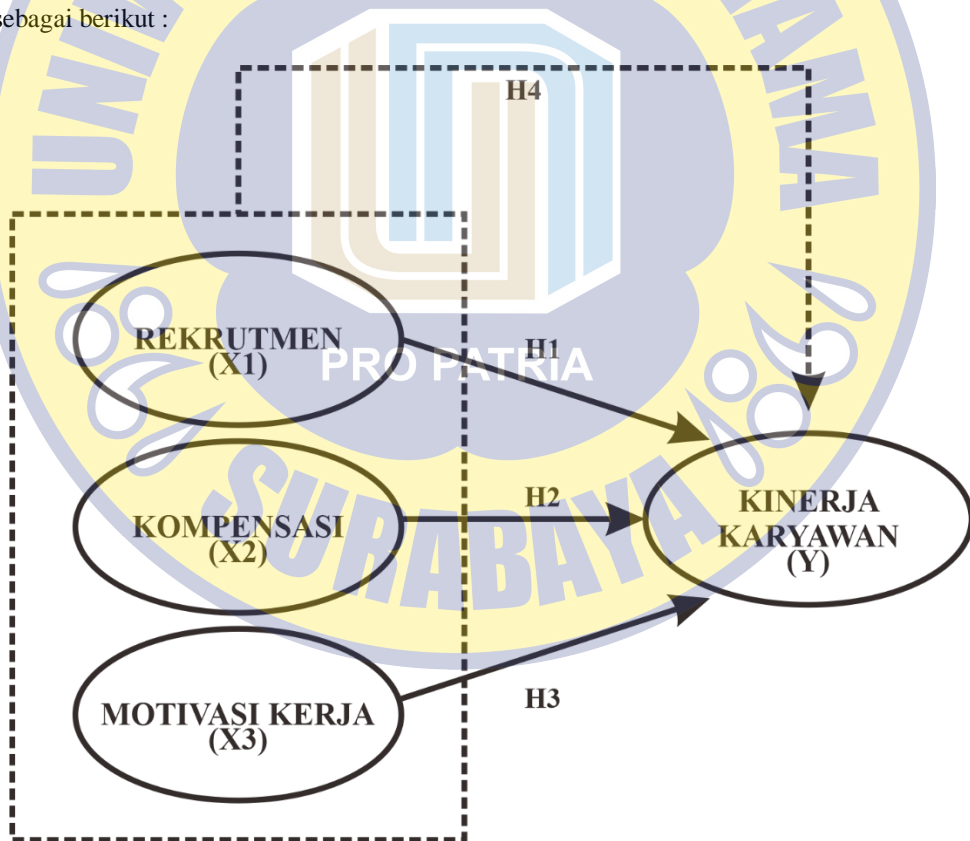 sebagai berikut :
H4
REKRUTMEN
(X1)
H1
PRO PATRIA
KOMPENSASI
(X2)
H2
KINERJA
KARYAWAN
(Y)
SURABAYA
MOTIVASI KERJA
(X3)
H3